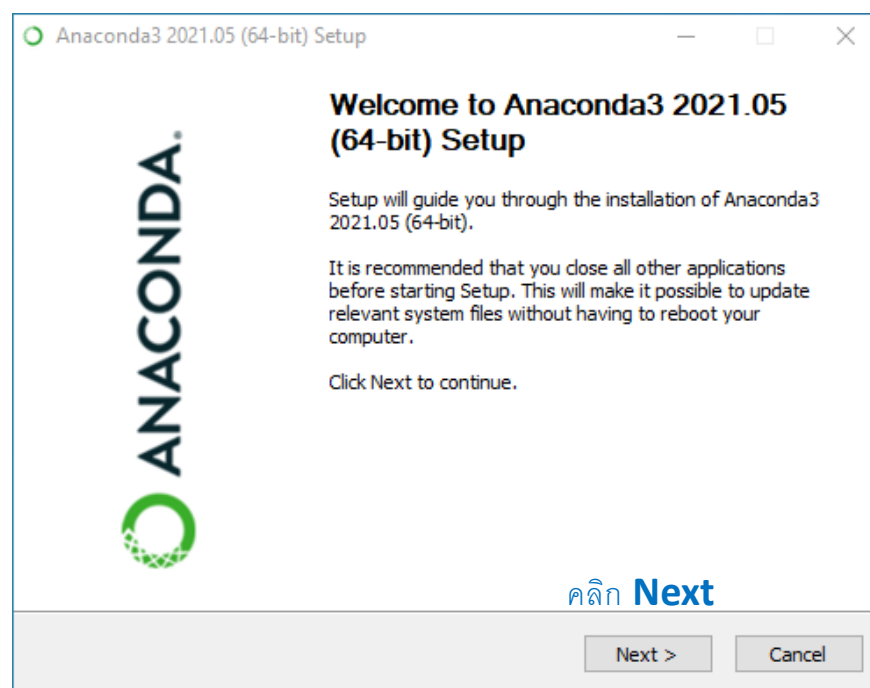 Anaconda3 2021.05 (64-bit) Setup
Welcome to Anaconda3 2021.05
(64-bit) Setup
ANACONDA.
Setup will guide you through the installation of Anaconda3
2021.05 (64-bit).
It is recommended that you close all other applications
before starting Setup. This will make it possible to update
relevant system files without having to reboot your
computer.
Click Next to continue.
คลิก Next
Next >
Cancel